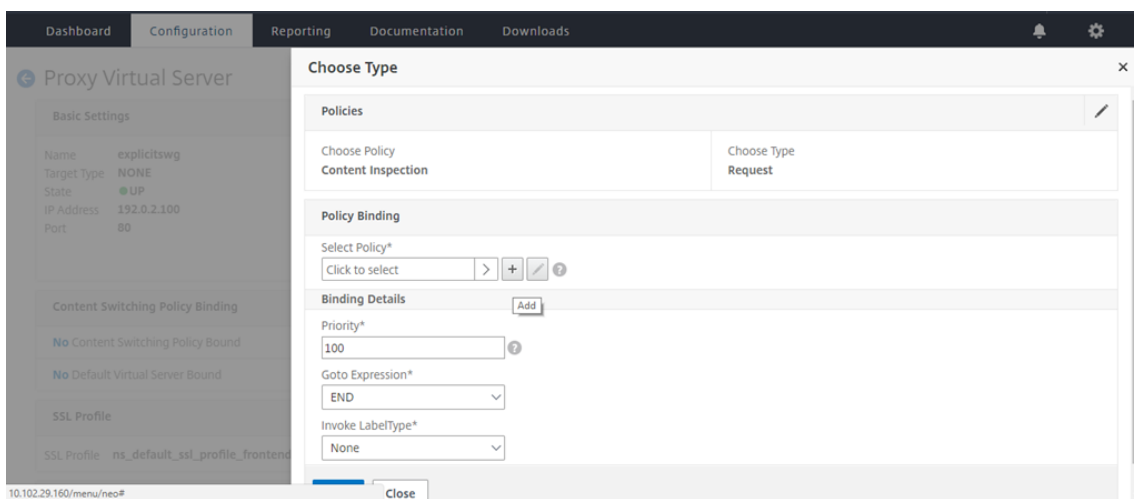 Dashboard Configuration Reporting Documentation Downloads
Proxy Virtual Server
Basic Settings
Name explicitswg
Target Type NONE
State UP
IP Address 192.0.2.100
Port 80
Content Switching Policy Binding
No Content Switching Policy Bound
No Default Virtual Server Bound
SSL Profile
SSL Profile ns_default_ssl_profile_frontend
10.102.29.160/menu/neo#
Choose Type ×
Policies
Choose Policy Choose Type
Content Inspection Request
Policy Binding
Select Policy*
Click to select > + ?
Add
Binding Details
Priority*
100 ?
Goto Expression*
END
Invoke LabelType*
None
Close